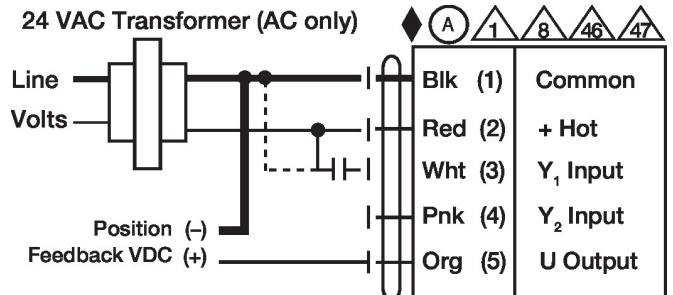 24 VAC Transformer (AC only)
A 1 8 46 47
Line
Volts
Blk (1) Common
Red (2) + Hot
Wht (3) Y1 Input
Pnk (4) Y2 Input
Position (–)
Feedback VDC (+)
Org (5) U Output